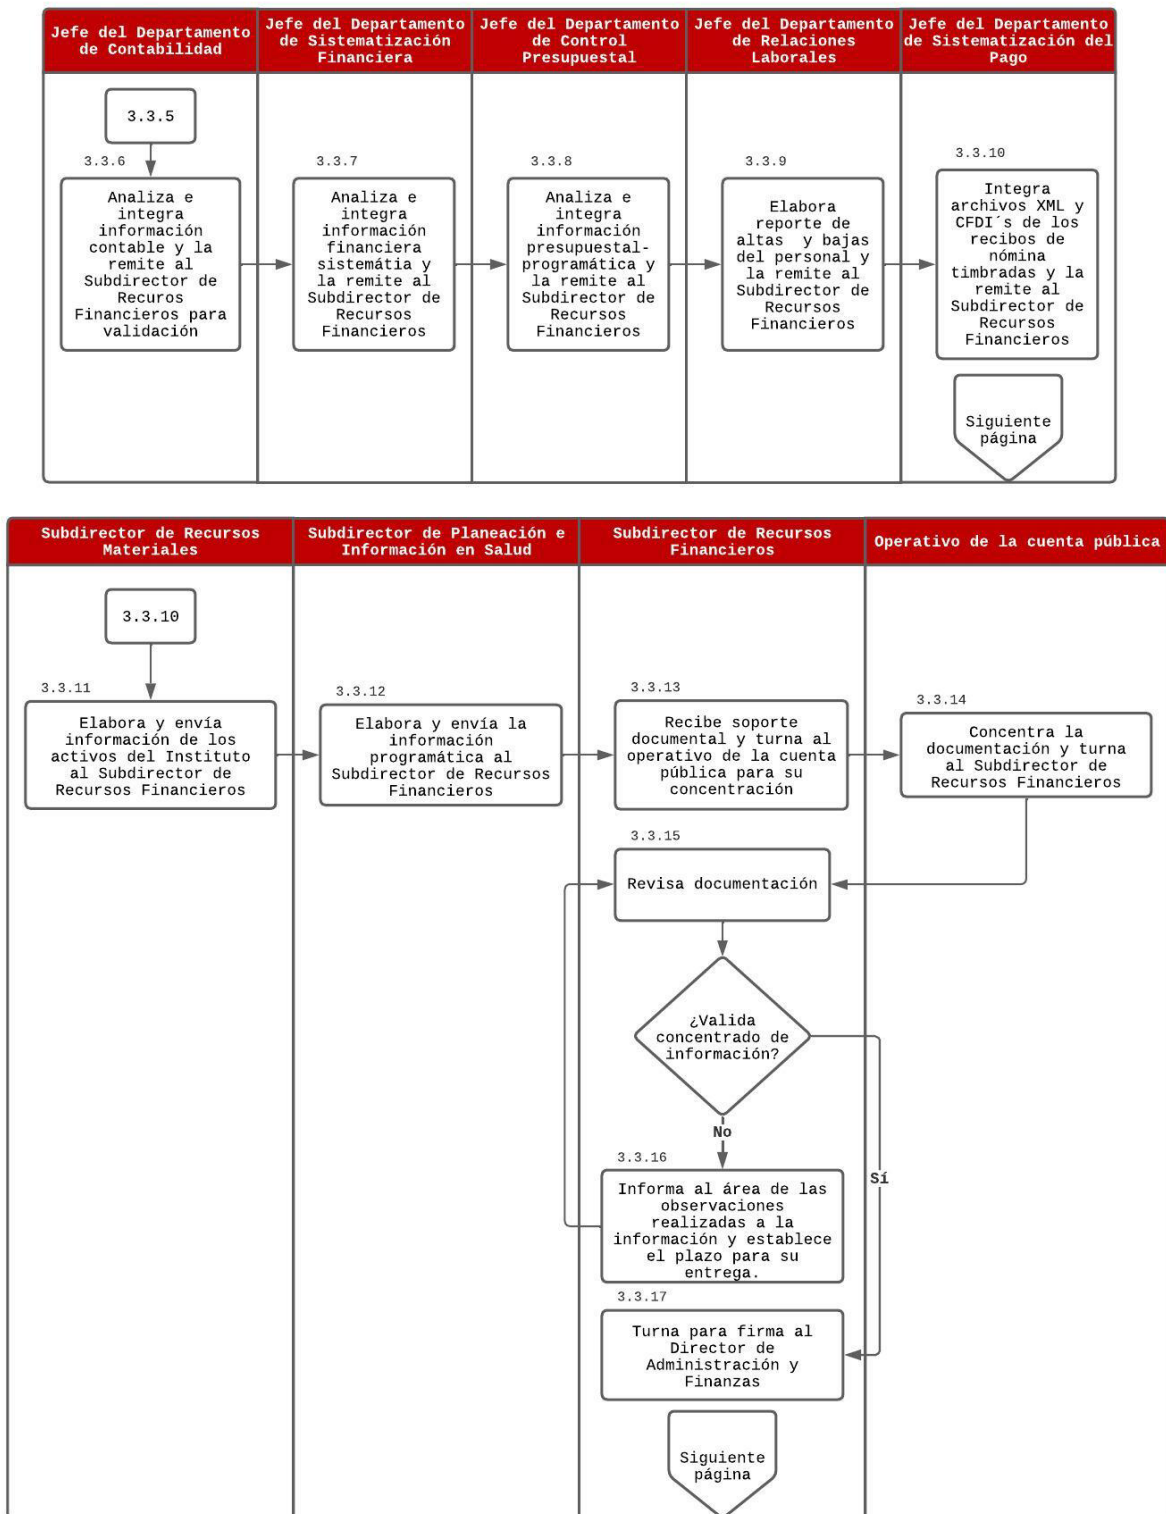 Jefe del Departamento
de Contabilidad
Jefe del Departamento
de Sistematización
Financiera
Jefe del Departamento
de Control
Presupuestal
Jefe del Departamento
de Relaciones
Laborales
Jefe del Departamento
de Sistematización del
Pago
3.3.5
3.3.6
Analiza e
integra
información
contable y la
remite al
Subdirector de
Recuros
Financieros para
validación
3.3.7
Analiza e
integra
información
financiera
sistemátia y
la remite al
Subdirector de
Recursos
Financieros
3.3.8
Analiza e
integra
información
presupuestal-
programática y
la remite al
Subdirector de
Recursos
Financieros
3.3.9
Elabora
reporte de
altas  y bajas
del personal y
la remite al
Subdirector de
Recursos
Financieros
3.3.10
Integra
archivos XML y
CFDI´s de los
recibos de
nómina
timbradas y la
remite al
Subdirector de
Recursos
Financieros
Siguiente
página
Subdirector de Recursos
Materiales
Subdirector de Planeación e
Información en Salud
Subdirector de Recursos
Financieros
Operativo de la cuenta pública
3.3.10
3.3.11
Elabora y envía
información de los
activos del Instituto
al Subdirector de
Recursos Financieros
3.3.12
Elabora y envía la
información
programática al
Subdirector de Recursos
Financieros
3.3.13
Recibe soporte
documental y turna al
operativo de la cuenta
pública para su
concentración
3.3.14
Concentra la
documentación y turna
al Subdirector de
Recursos Financieros
3.3.15
Revisa documentación
¿Valida
concentrado de
información?
No
Sí
3.3.16
Informa al área de las
observaciones
realizadas a la
información y establece
el plazo para su
entrega.
3.3.17
Turna para firma al
Director de
Administración y
Finanzas
Siguiente
página